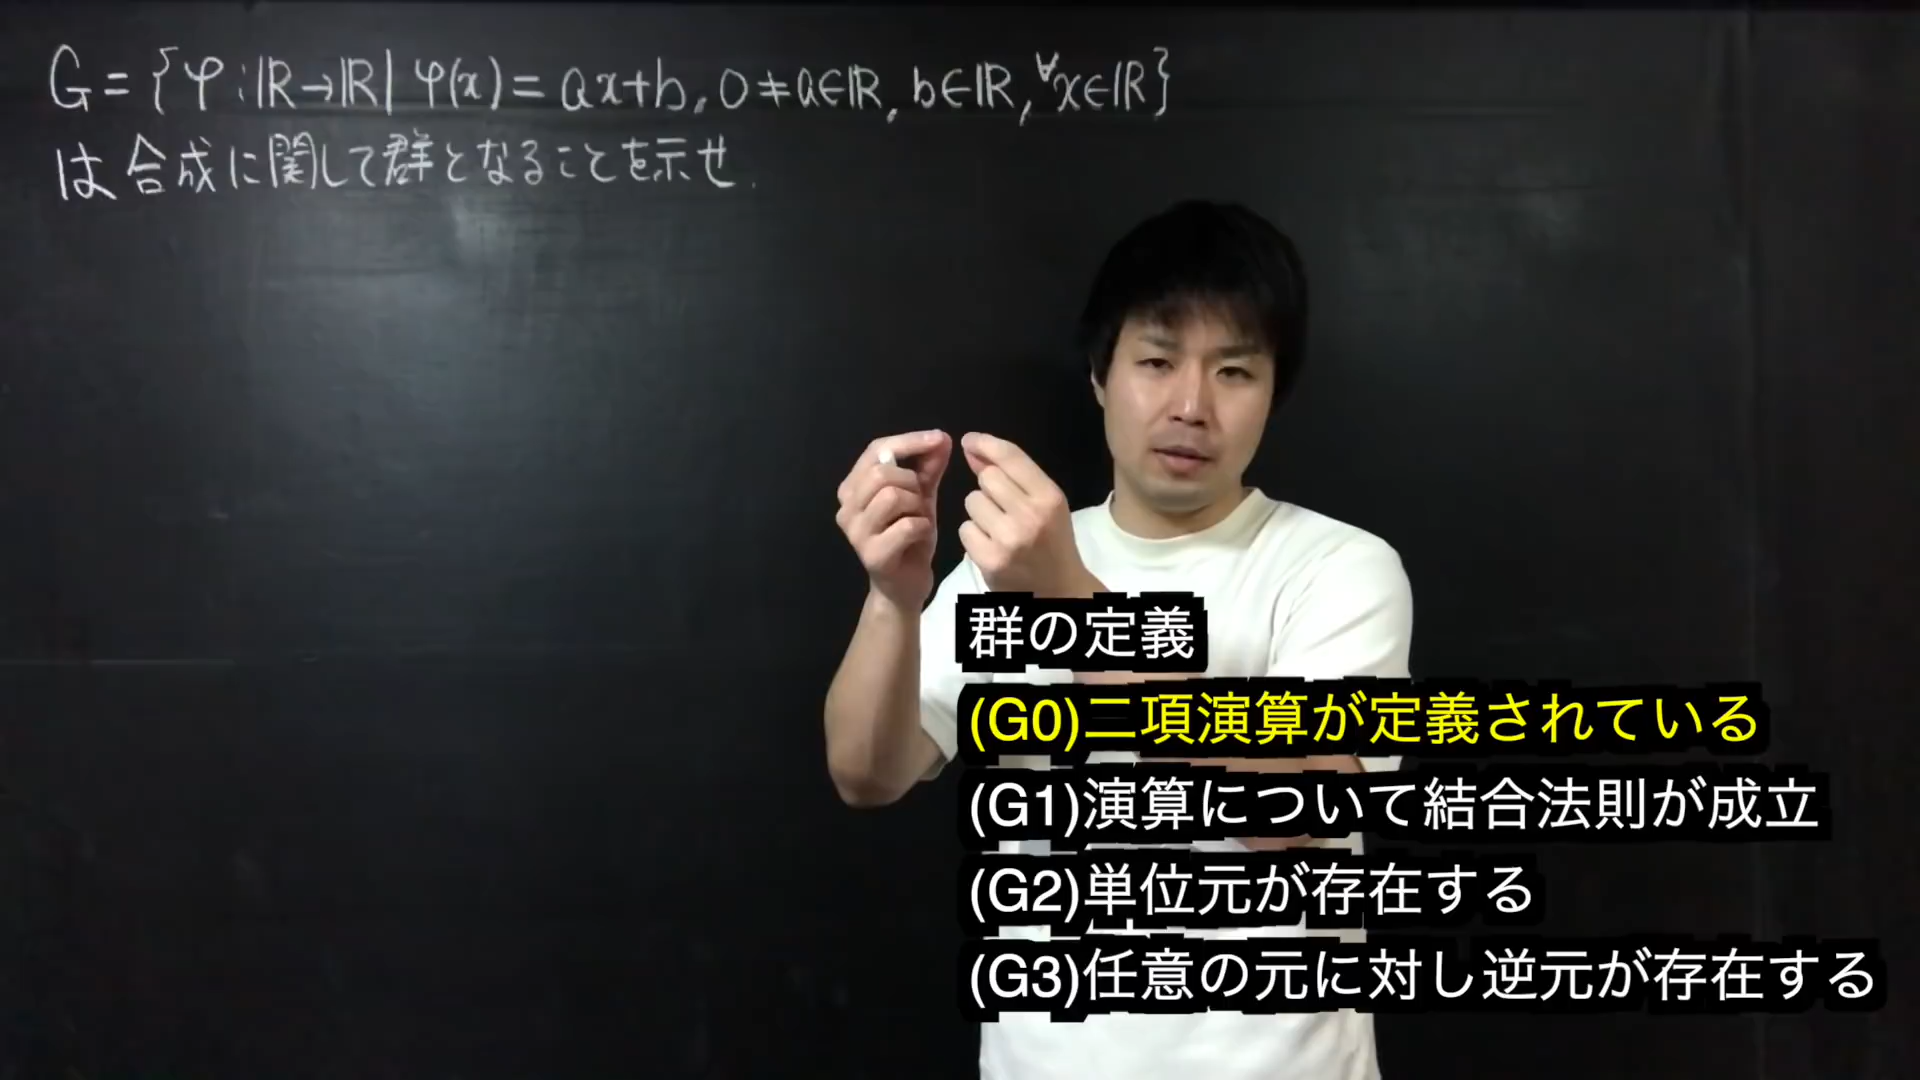 G = {φ:ℝ→ℝ | φ(x) = ax+b, 0≠a∈ℝ, b∈ℝ, ∀x∈ℝ}
は合成に関して群となることを示せ.
群の定義
(G0)二項演算が定義されている
(G1)演算について結合法則が成立
(G2)単位元が存在する
(G3)任意の元に対し逆元が存在する